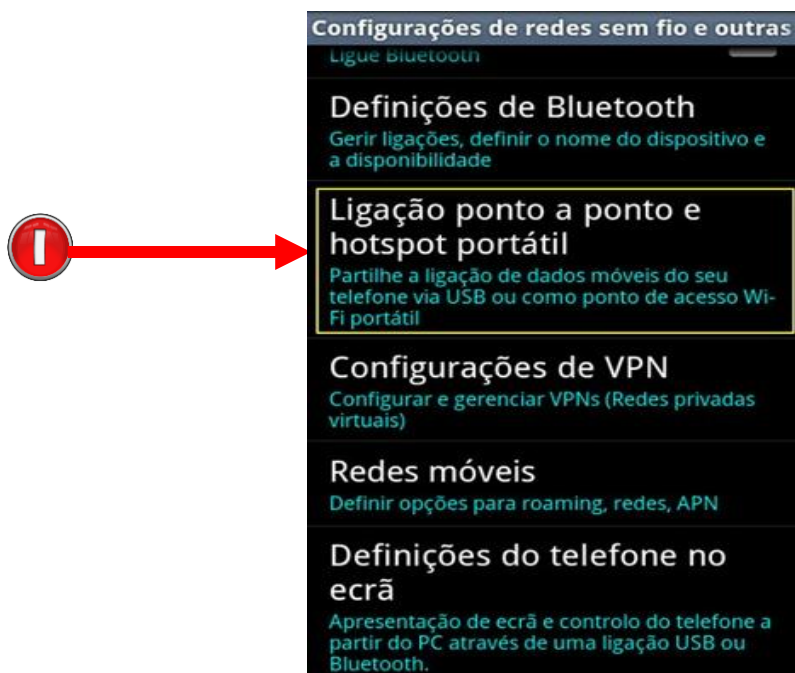 Configurações de redes sem fio e outras
Ligue Bluetooth
Definições de Bluetooth
Gerir ligações, definir o nome do dispositivo e
a disponibilidade
I
Ligação ponto a ponto e
hotspot portátil
Partilhe a ligação de dados móveis do seu
telefone via USB ou como ponto de acesso Wi-
Fi portátil
Configurações de VPN
Configurar e gerenciar VPNs (Redes privadas
virtuais)
Redes móveis
Definir opções para roaming, redes, APN
Definições do telefone no
ecrã
Apresentação de ecrã e controlo do telefone a
partir do PC através de uma ligação USB ou
Bluetooth.